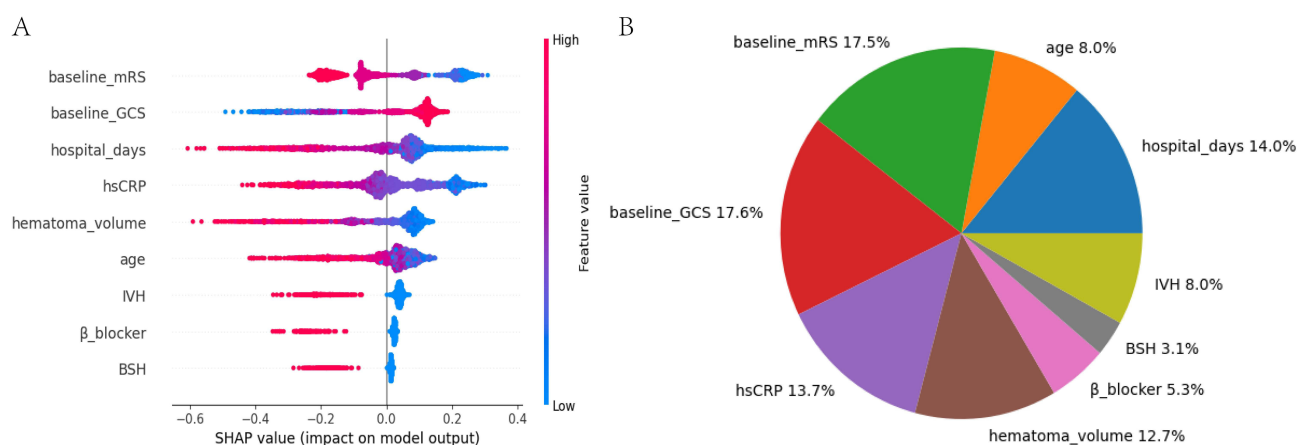 A
High
baseline_mRS
baseline_GCS
hospital_days
hsCRP
hematoma_volume
age
IVH
β_blocker
BSH
Low
Feature value
−0.6 −0.4 −0.2 0.0 0.2 0.4
SHAP value (impact on model output)
B
baseline_mRS 17.5%
age 8.0%
hospital_days 14.0%
baseline_GCS 17.6%
IVH 8.0%
BSH 3.1%
β_blocker 5.3%
hsCRP 13.7%
hematoma_volume 12.7%